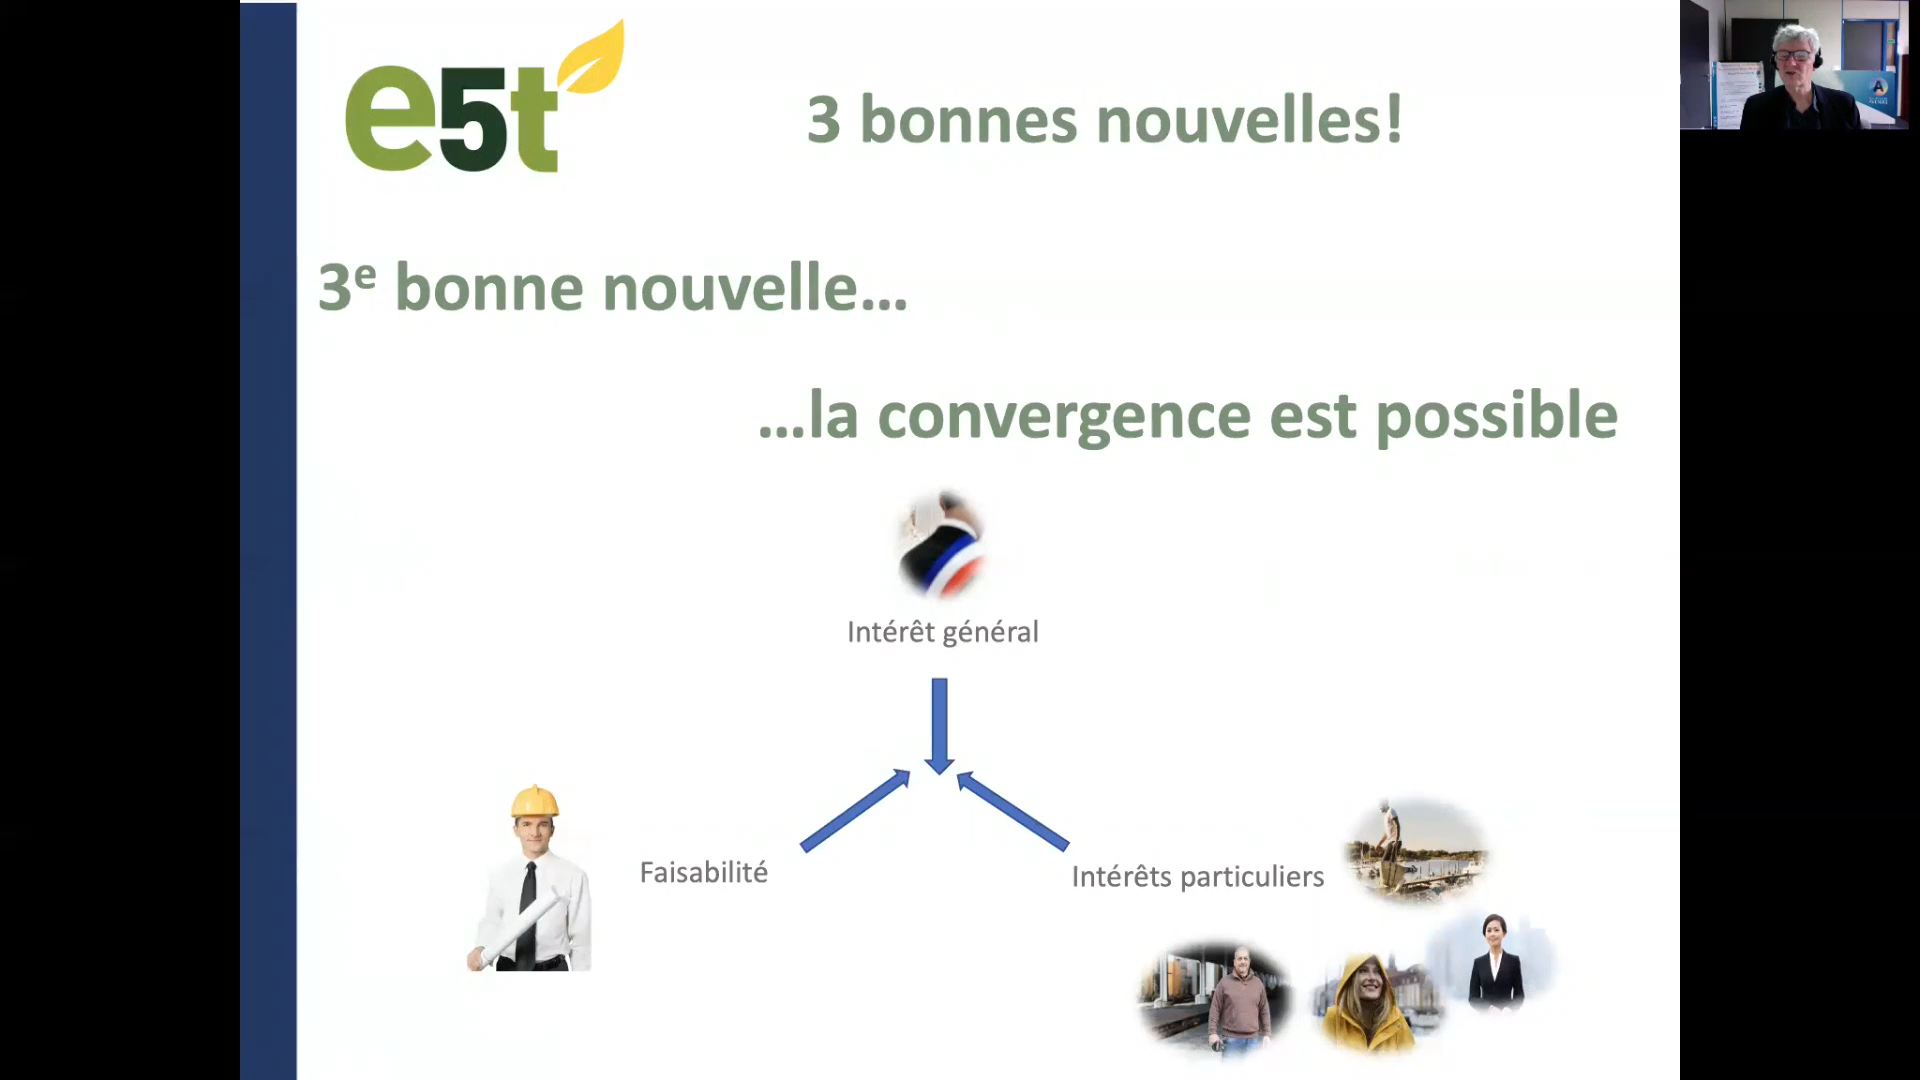 e5t
3 bonnes nouvelles!
3e bonne nouvelle...
...la convergence est possible
Intérêt général
Faisabilité
Intérêts particuliers
A